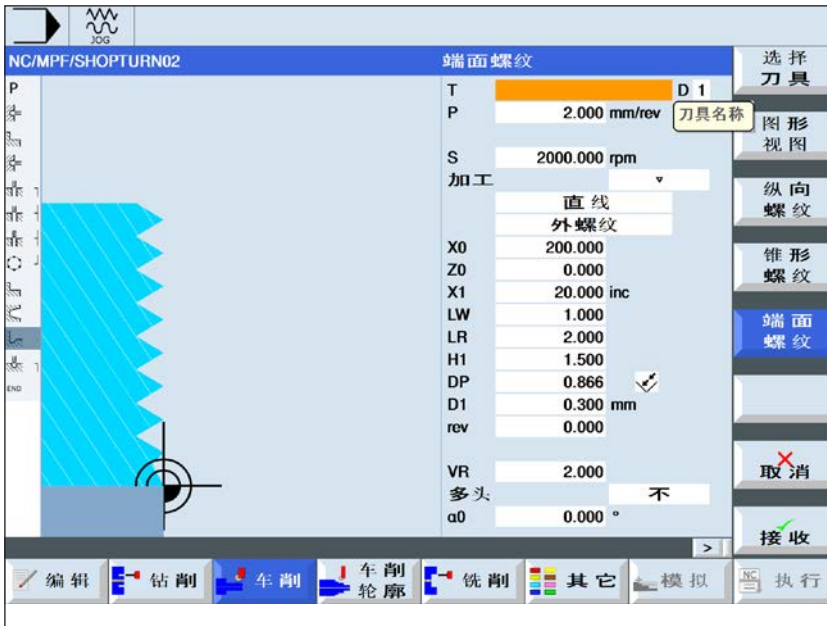 JOG
NC/MPF/SHOPTURN02
端面螺纹
P
END
T D 1
刀具名称
P 2.000 mm/rev
S 2000.000 rpm
加工 ▿
直线
外螺纹
X0 200.000
Z0 0.000
X1 20.000 inc
LW 1.000
LR 2.000
H1 1.500
DP 0.866
D1 0.300 mm
rev 0.000
VR 2.000
多头 不
α0 0.000 °
>
选择
刀具
图形
视图
纵向
螺纹
锥形
螺纹
端面
螺纹
取消
接收
编辑
钻削
车削
车削
轮廓
铣削
其它
模拟
NC
执行